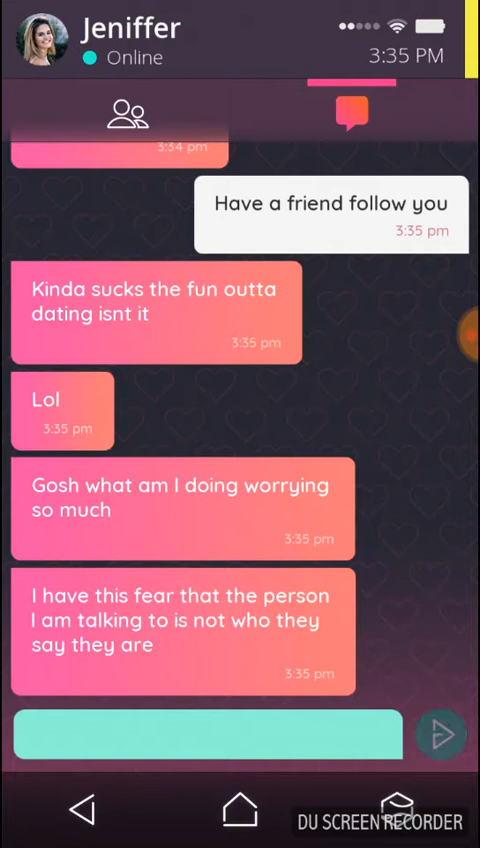 Jeniffer
Online
3:35 PM
3:34 pm
Have a friend follow you
3:35 pm
Kinda sucks the fun outta
dating isnt it
3:35 pm
Lol
3:35 pm
Gosh what am I doing worrying
so much
3:35 pm
I have this fear that the person
I am talking to is not who they
say they are
3:35 pm
DU SCREEN RECORDER